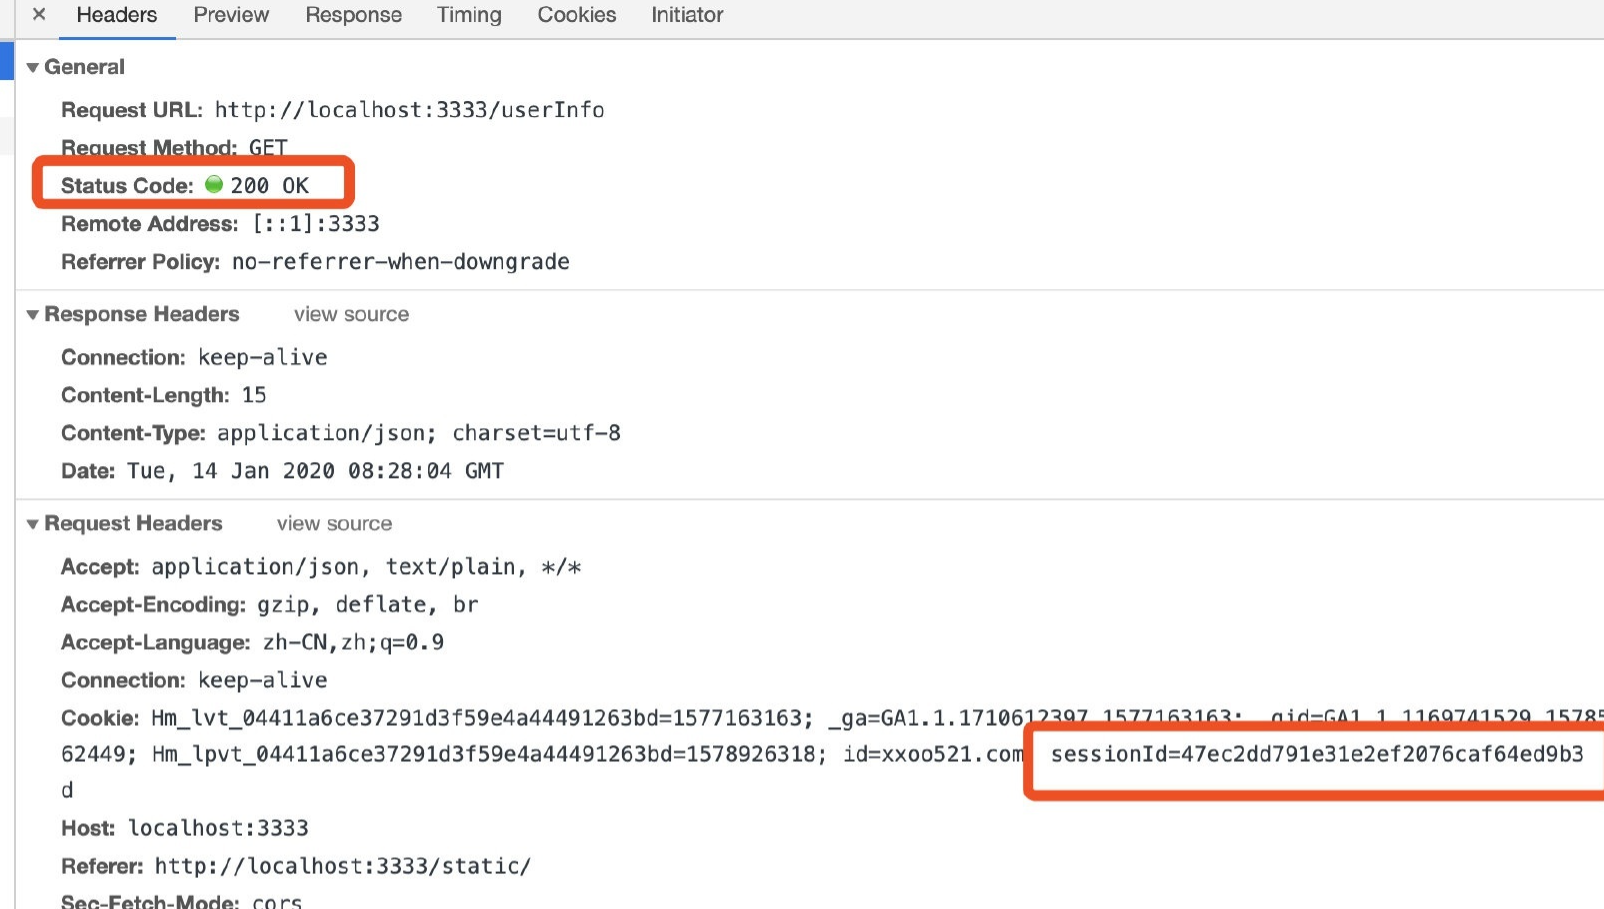 × Headers Preview Response Timing Cookies Initiator
▼ General
Request URL: http://localhost:3333/userInfo
Request Method: GET
Status Code: 200 OK
Remote Address: [::1]:3333
Referrer Policy: no-referrer-when-downgrade
▼ Response Headers view source
Connection: keep-alive
Content-Length: 15
Content-Type: application/json; charset=utf-8
Date: Tue, 14 Jan 2020 08:28:04 GMT
▼ Request Headers view source
Accept: application/json, text/plain, */*
Accept-Encoding: gzip, deflate, br
Accept-Language: zh-CN,zh;q=0.9
Connection: keep-alive
Cookie: Hm_lvt_04411a6ce37291d3f59e4a44491263bd=1577163163; _ga=GA1.1.1710612397.1577163163; _gid=GA1.1.1169741529.15785
62449; Hm_lpvt_04411a6ce37291d3f59e4a44491263bd=1578926318; id=xxoo521.com sessionId=47ec2dd791e31e2ef2076caf64ed9b3
d
Host: localhost:3333
Referer: http://localhost:3333/static/
Sec-Fetch-Mode: cors